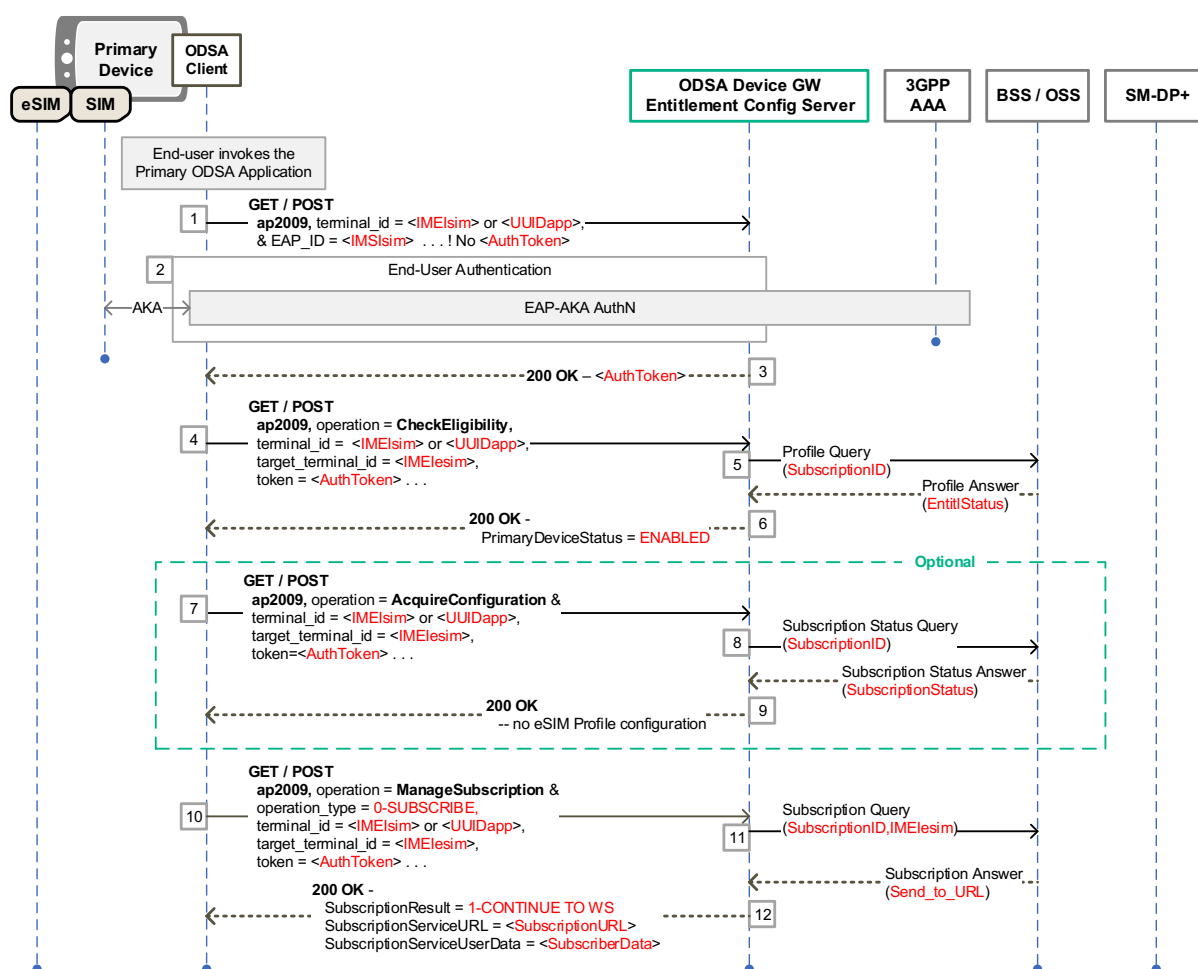 Primary
Device
ODSA
Client
eSIM
SIM
ODSA Device GW
Entitlement Config Server
3GPP
AAA
BSS / OSS
SM-DP+
End-user invokes the
Primary ODSA Application
1
GET / POST
ap2009, terminal_id = <IMEIsim> or <UUIDapp>,
& EAP_ID = <IMSIsim> . . . ! No <AuthToken>
2
End-User Authentication
AKA
EAP-AKA AuthN
200 OK – <AuthToken>
3
GET / POST
4
ap2009, operation = CheckEligibility,
terminal_id = <IMEIsim> or <UUIDapp>,
target_terminal_id = <IMEIesim>,
token = <AuthToken> . . .
5
Profile Query
(SubscriptionID)
Profile Answer
(EntitlStatus)
200 OK -
PrimaryDeviceStatus = ENABLED
6
Optional
GET / POST
7
ap2009, operation = AcquireConfiguration &
terminal_id = <IMEIsim> or <UUIDapp>,
target_terminal_id = <IMEIesim>,
token=<AuthToken> . . .
8
Subscription Status Query
(SubscriptionID)
Subscription Status Answer
(SubscriptionStatus)
200 OK
-- no eSIM Profile configuration
9
GET / POST
10
ap2009, operation = ManageSubscription &
operation_type = 0-SUBSCRIBE,
terminal_id = <IMEIsim> or <UUIDapp>,
target_terminal_id = <IMEIesim>,
token = <AuthToken> . . .
11
Subscription Query
(SubscriptionID,IMEIesim)
Subscription Answer
(Send_to_URL)
200 OK -
SubscriptionResult = 1-CONTINUE TO WS
SubscriptionServiceURL = <SubscriptionURL>
SubscriptionServiceUserData = <SubscriberData>
12